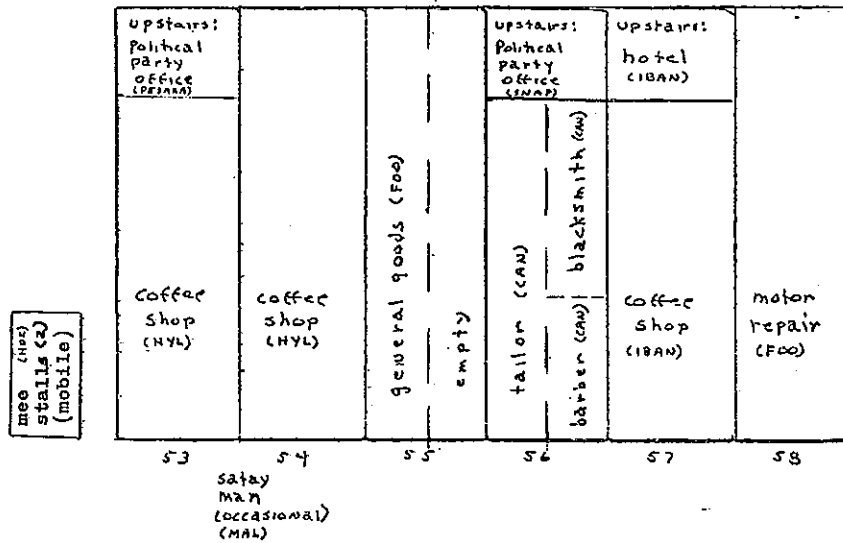 upstairs:
Political
party
office
(PESAKA)
upstairs:
Political
party
office
(SNAP)
upstairs:
hotel
(IBAN)
coffee
shop
(HYL)
coffee
shop
(HYL)
general goods (FOO)
empty
tailor (CAN)
blacksmith (CAN)
barber (CAN)
coffee
shop
(IBAN)
motor
repair
(FOO)
mee (HOK)
stalls (2)
(mobile)
53
54
55
56
57
58
satay
man
(occasional)
(MAL)